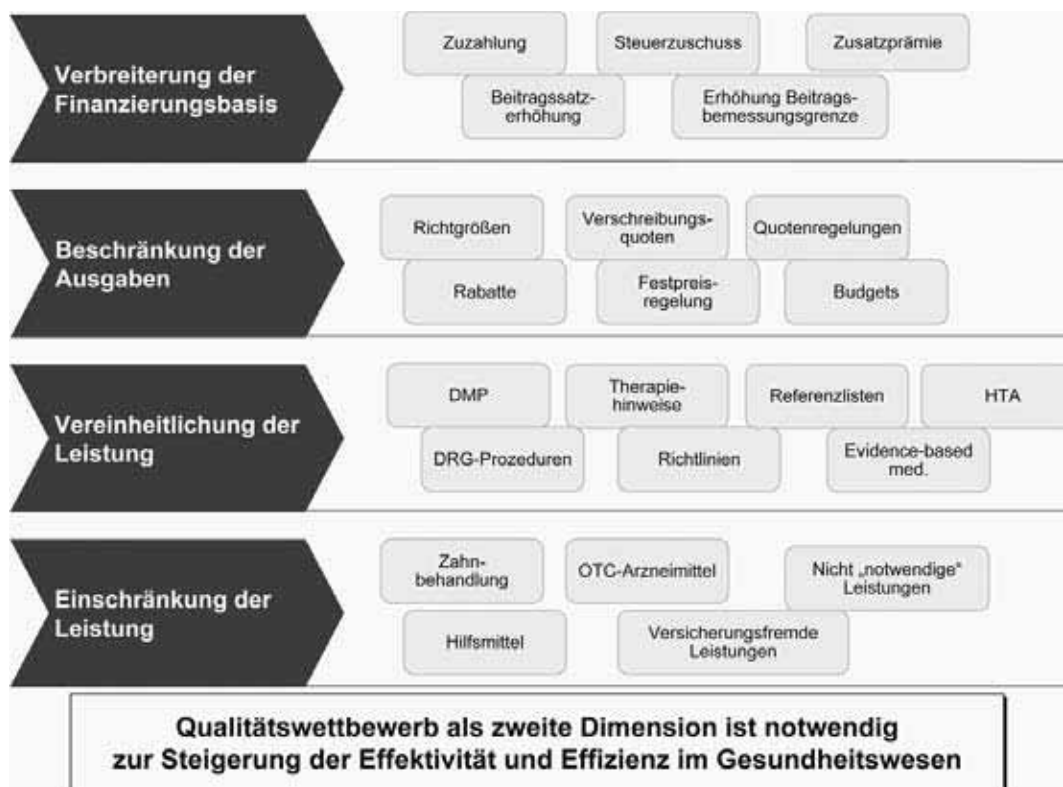 Verbreiterung der
Finanzierungsbasis
Zuzahlung
Steuerzuschuss
Zusatzprämie
Beitragssatz-
erhöhung
Erhöhung Beitrags-
bemessungsgrenze
Beschränkung der
Ausgaben
Richtgrößen
Verschreibungs-
quoten
Quotenregelungen
Rabatte
Festpreis-
regelung
Budgets
Vereinheitlichung der
Leistung
DMP
Therapie-
hinweise
Referenzlisten
HTA
DRG-Prozeduren
Richtlinien
Evidence-based
med.
Einschränkung der
Leistung
Zahn-
behandlung
OTC-Arzneimittel
Nicht „notwendige“
Leistungen
Hilfsmittel
Versicherungsfremde
Leistungen
Qualitätswettbewerb als zweite Dimension ist notwendig
zur Steigerung der Effektivität und Effizienz im Gesundheitswesen